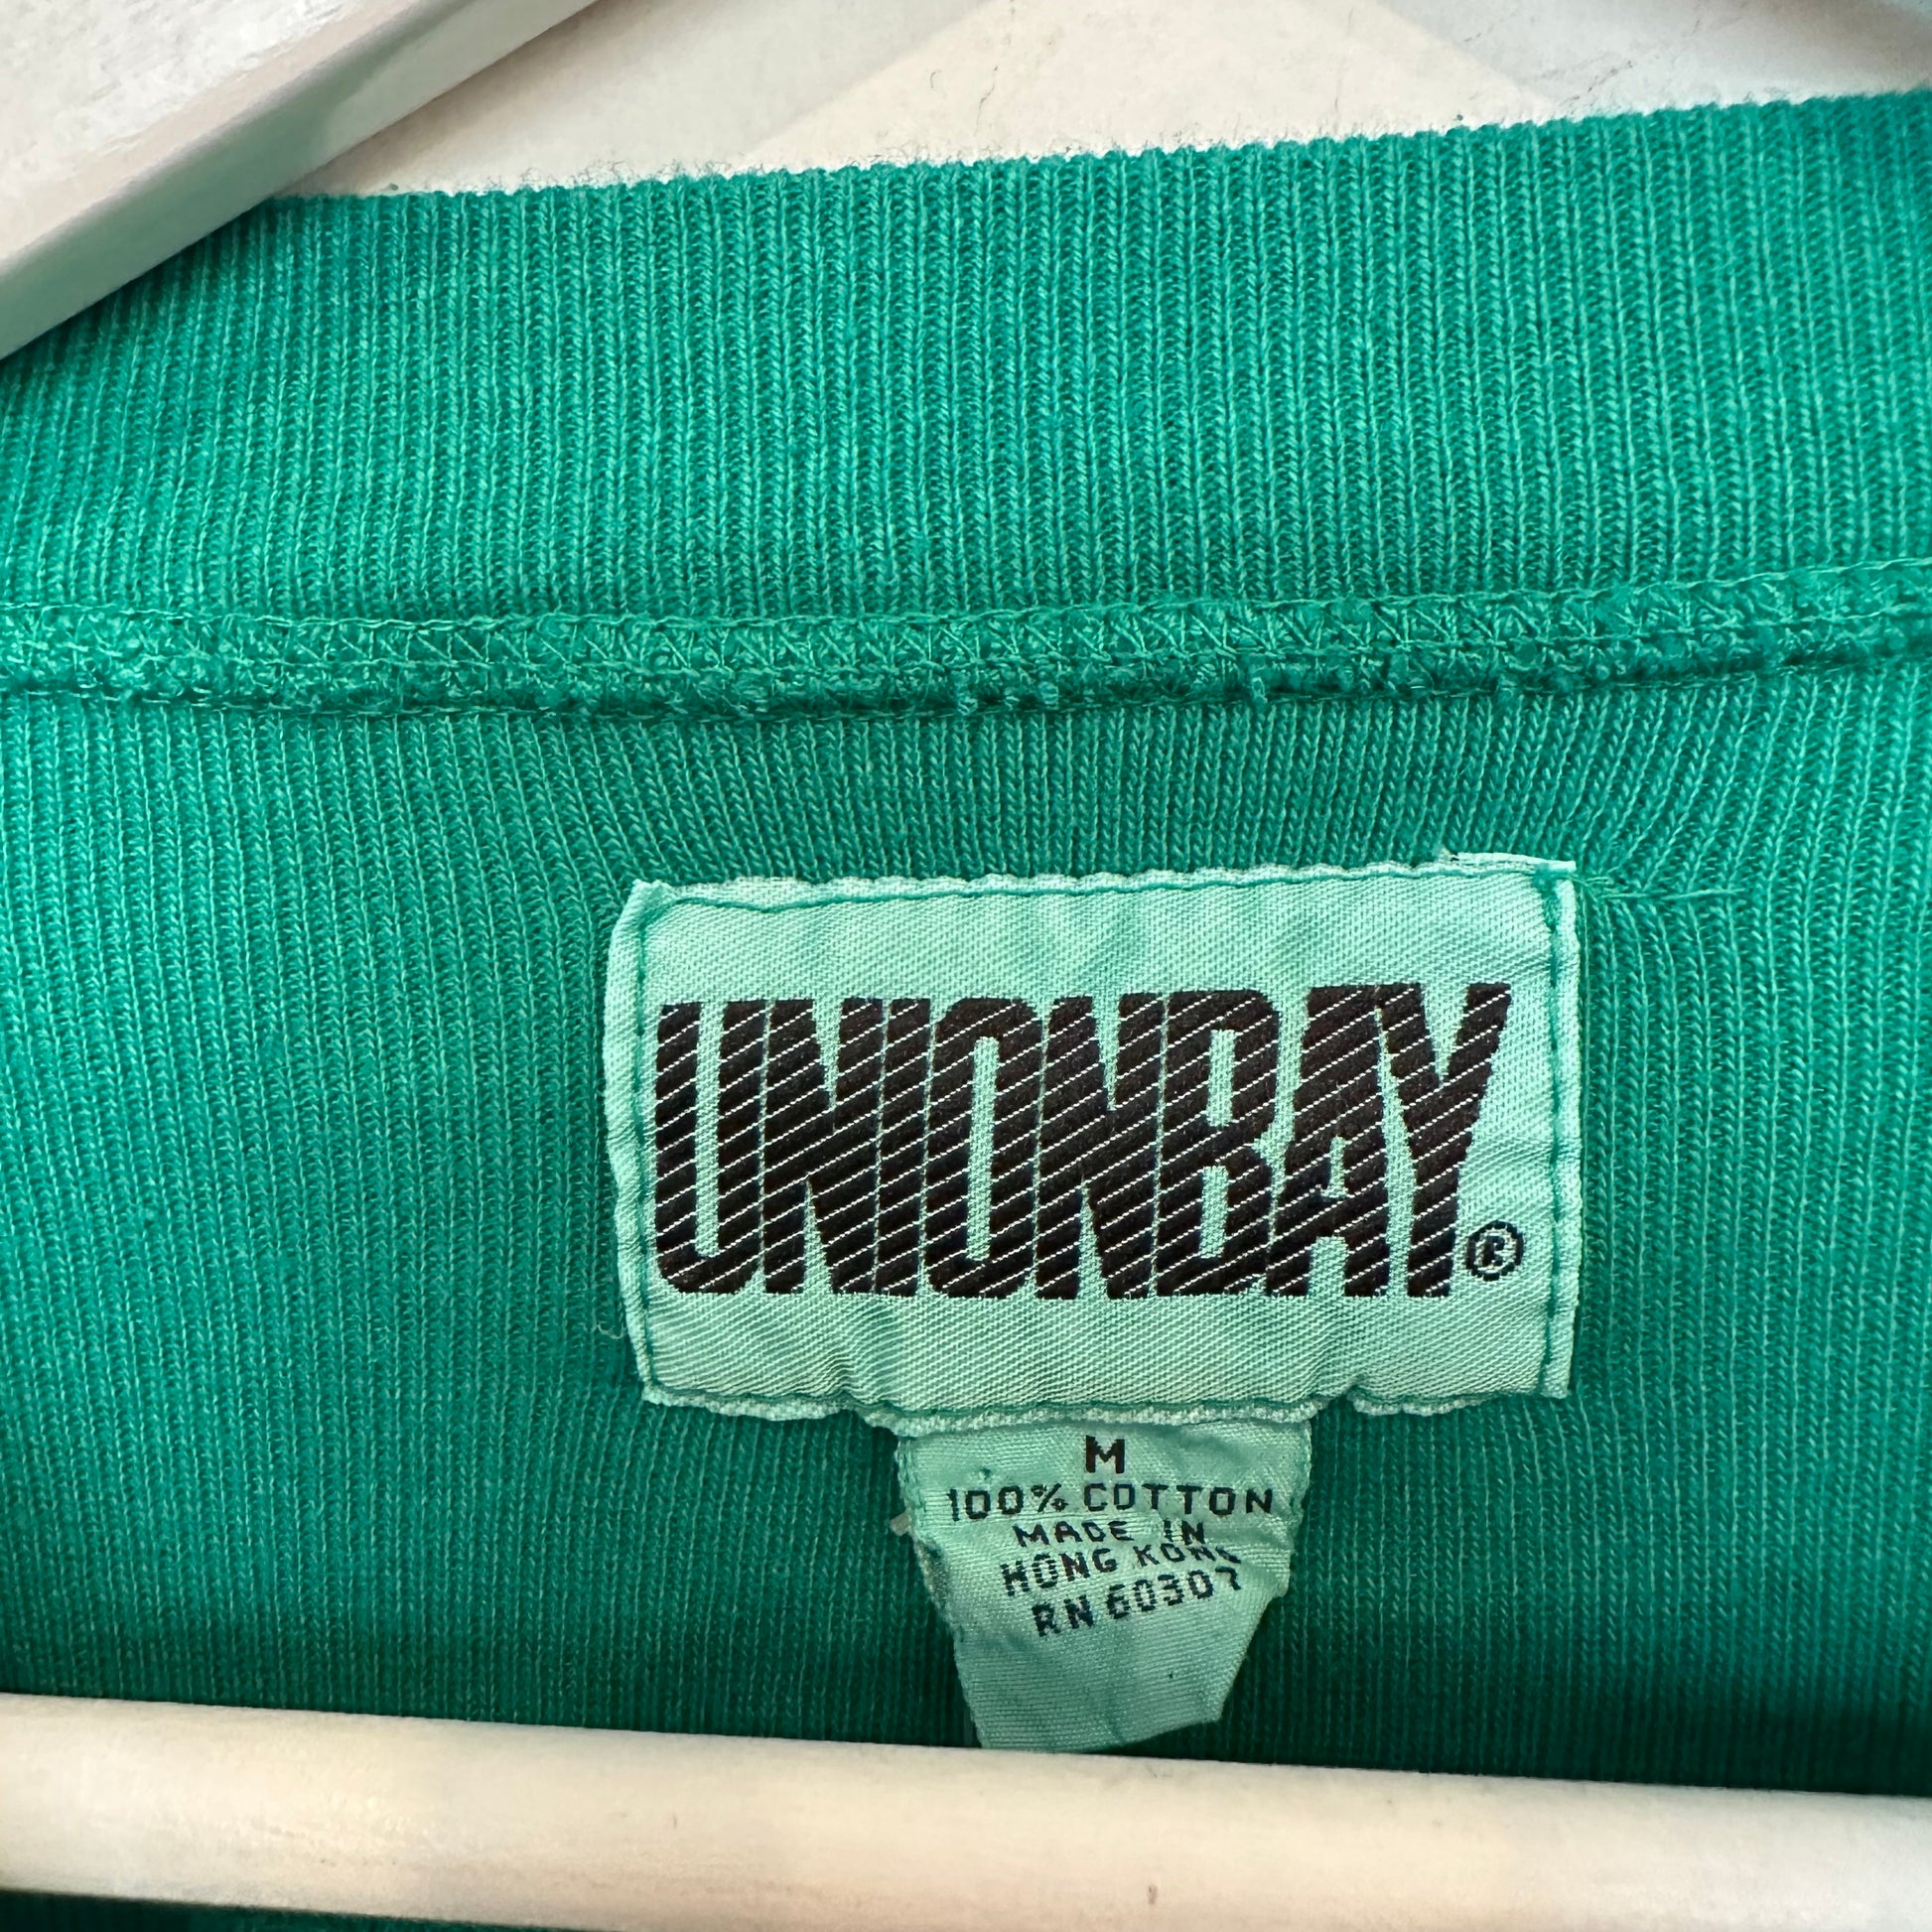 UNIONBAY®
M
100% COTTON
MADE IN
HONG KONG
RN 60307